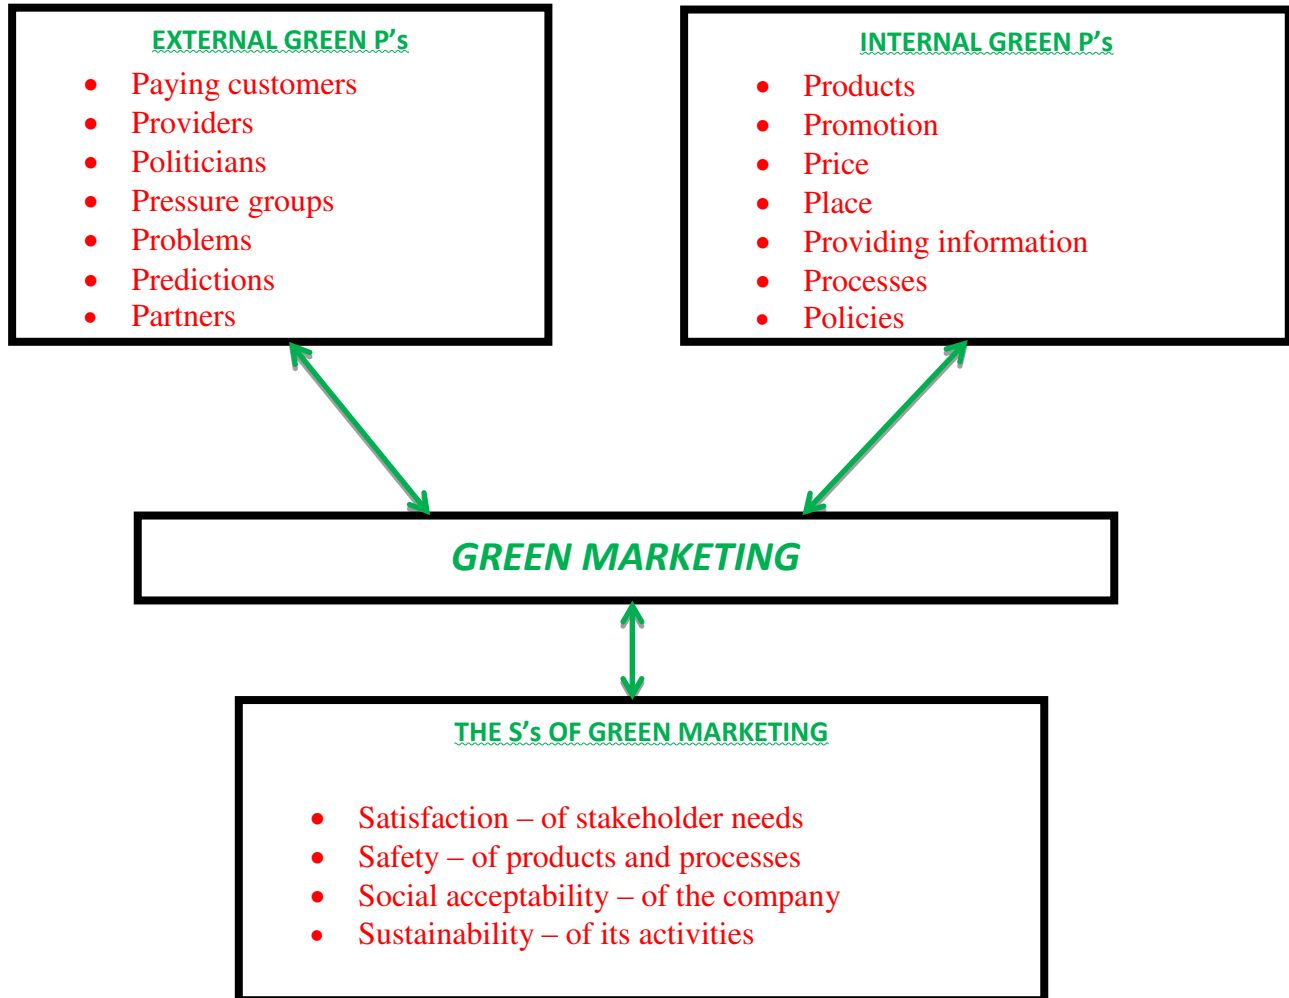 EXTERNAL GREEN P’s
• Paying customers
• Providers
• Politicians
• Pressure groups
• Problems
• Predictions
• Partners
INTERNAL GREEN P’s
• Products
• Promotion
• Price
• Place
• Providing information
• Processes
• Policies
GREEN MARKETING
THE S’s OF GREEN MARKETING
• Satisfaction – of stakeholder needs
• Safety – of products and processes
• Social acceptability – of the company
• Sustainability – of its activities